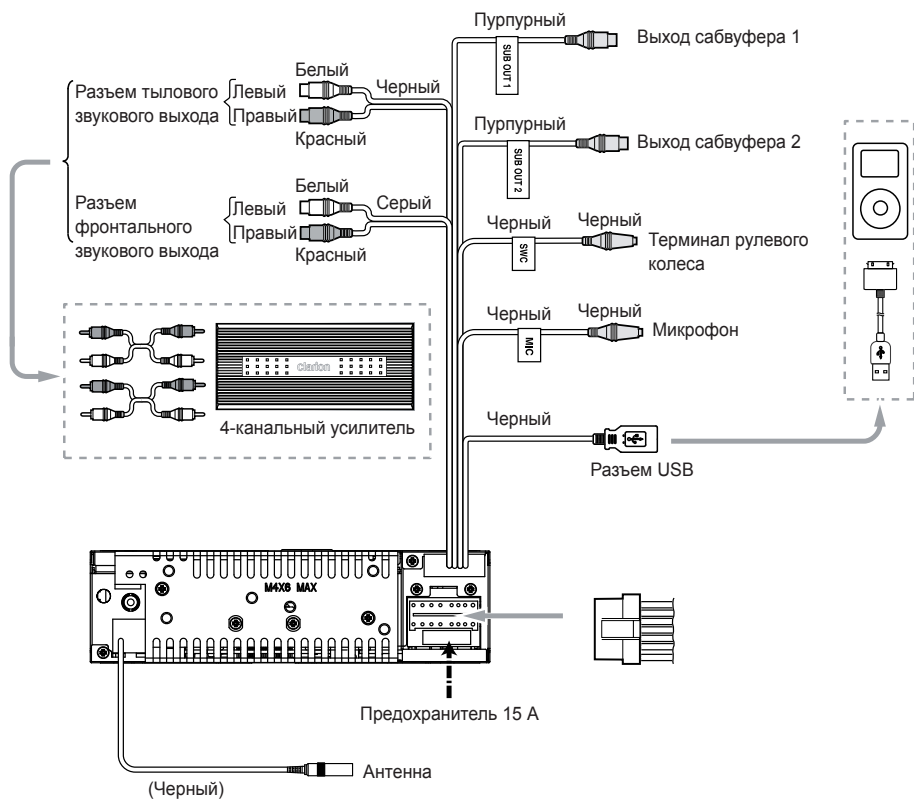 Пурпурный
SUB OUT 1
Выход сабвуфера 1
Разъем тылового
звукового выхода
Левый
Правый
Белый
Красный
Черный
Пурпурный
SUB OUT 2
Выход сабвуфера 2
Разъем
фронтального
звукового выхода
Левый
Правый
Белый
Красный
Серый
Черный
SWC
Черный
Терминал рулевого
колеса
Черный
MIC
Черный
Микрофон
clarion
4-канальный усилитель
Черный
Разъем USB
M4X6 MAX
Предохранитель 15 А
(Черный)
Антенна